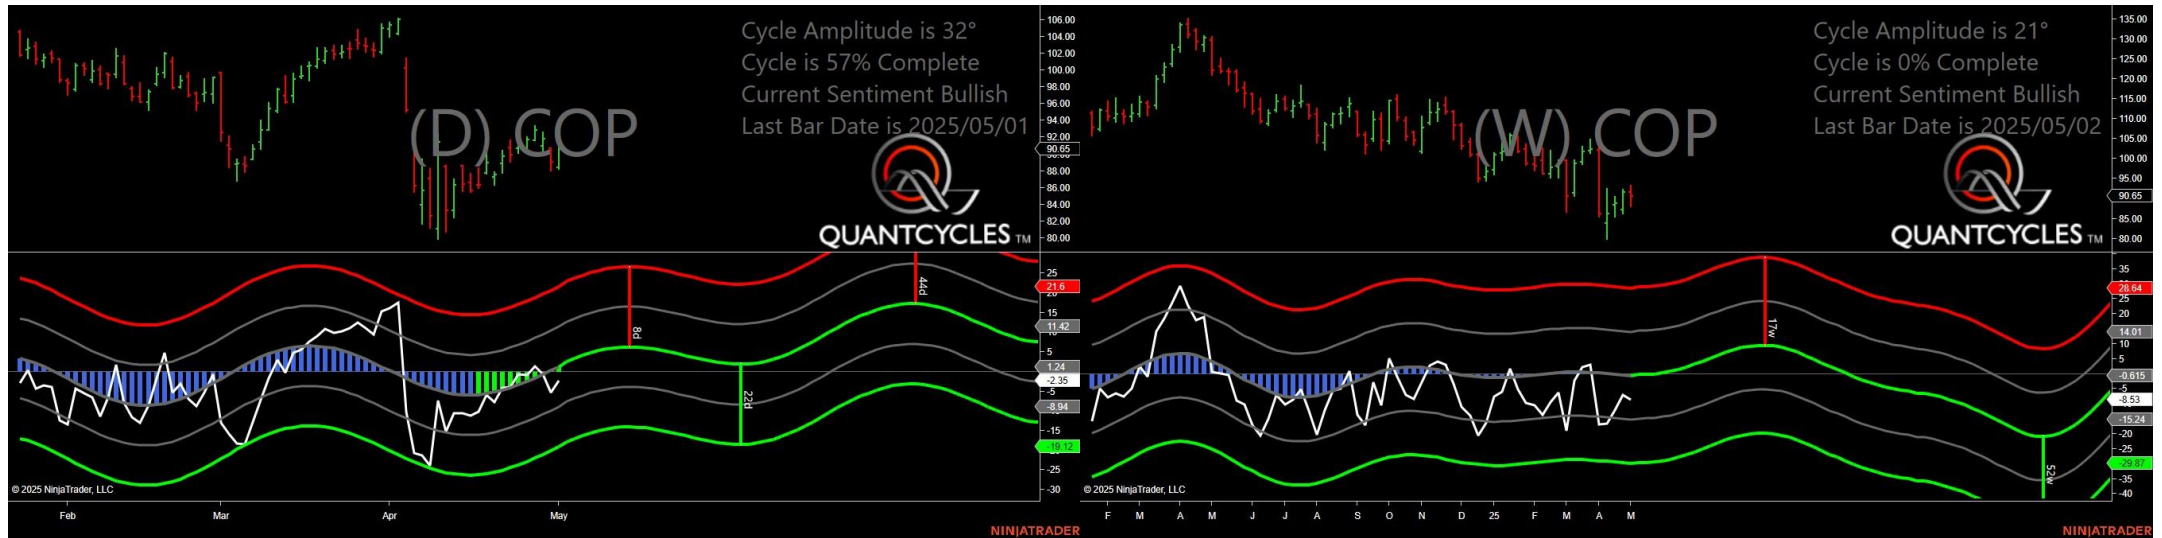 Cycle Amplitude is 32°
Cycle is 57% Complete
Current Sentiment Bullish
Last Bar Date is 2025/05/01
(D) COP
QUANTCYCLES TM
106.00
104.00
102.00
100.00
98.00
96.00
94.00
92.00
90.65
88.00
86.00
84.00
82.00
80.00
25
21.6
15
11.42
5
1.24
-2.35
-5
-8.94
-15
-19.12
-25
-30
8d
22d
44d
© 2025 NinjaTrader, LLC
Feb Mar Apr May
NINJATRADER
Cycle Amplitude is 21°
Cycle is 0% Complete
Current Sentiment Bullish
Last Bar Date is 2025/05/02
(W) COP
QUANTCYCLES TM
135.00
130.00
125.00
120.00
115.00
110.00
105.00
100.00
95.00
90.65
85.00
80.00
35
28.64
25
20
14.01
10
5
-0.615
-5
-8.53
-15.24
-20
-25
-29.87
-35
-40
17w
52w
© 2025 NinjaTrader, LLC
F M A M J J A S O N D 25 F M A M
NINJATRADER